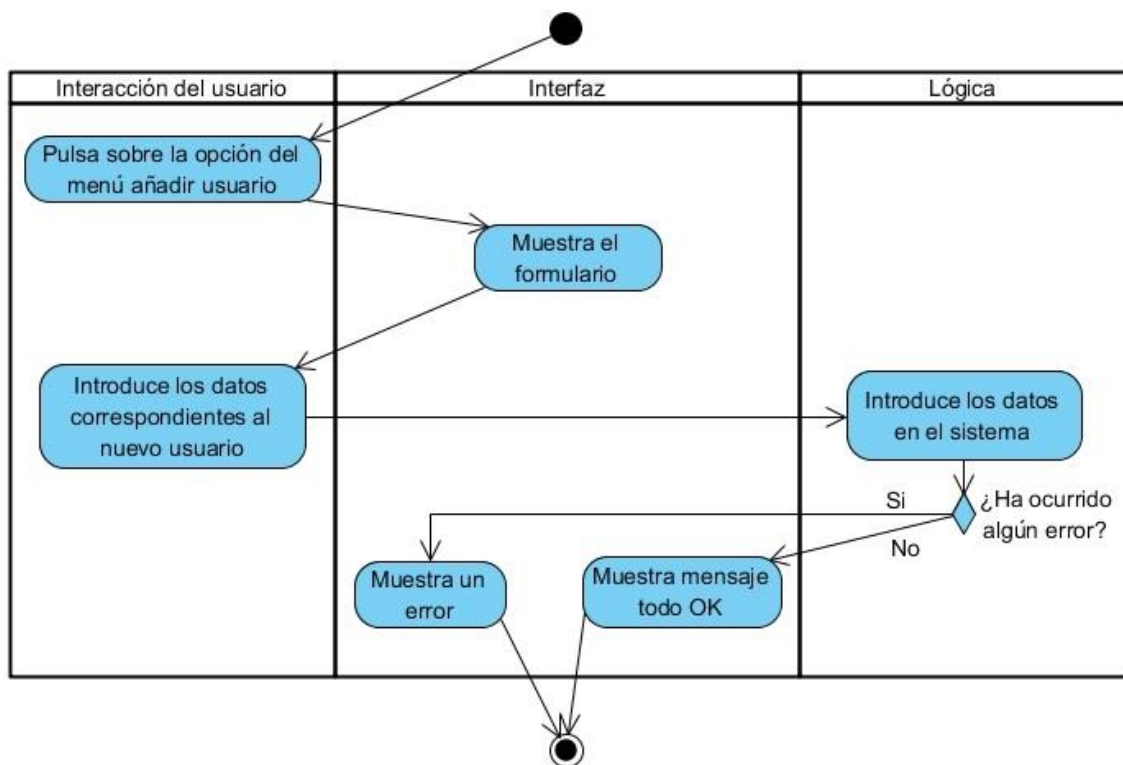 Interacción del usuario
Interfaz
Lógica
Pulsa sobre la opción del
menú añadir usuario
Muestra el
formulario
Introduce los datos
correspondientes al
nuevo usuario
Introduce los datos
en el sistema
¿Ha ocurrido
algún error?
Si
No
Muestra un
error
Muestra mensaje
todo OK